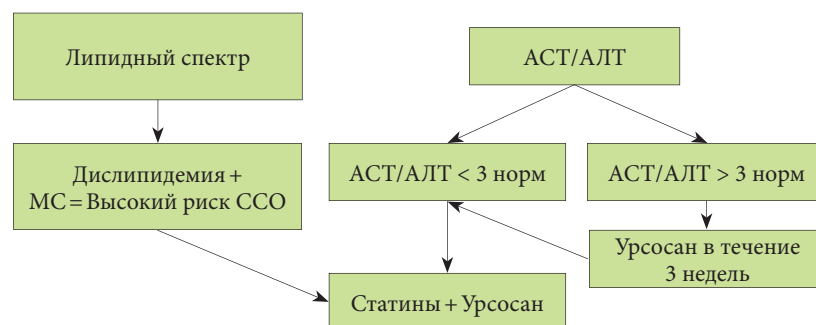 Липидный спектр
АСТ/АЛТ
Дислипидемия +
МС = Высокий риск ССО
АСТ/АЛТ < 3 норм
АСТ/АЛТ > 3 норм
Урсосан в течение
3 недель
Статины + Урсосан